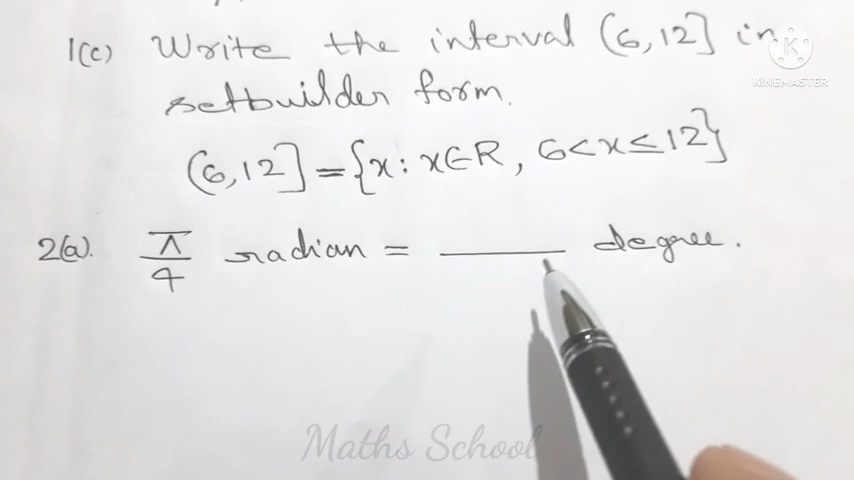 1(c) Write the interval (6,12] in
setbuilder form.
(6,12] = {x : x∈R, 6<x≤12}
2(a). π/4 radian = ______ degree.
KINEMASTER
Maths School